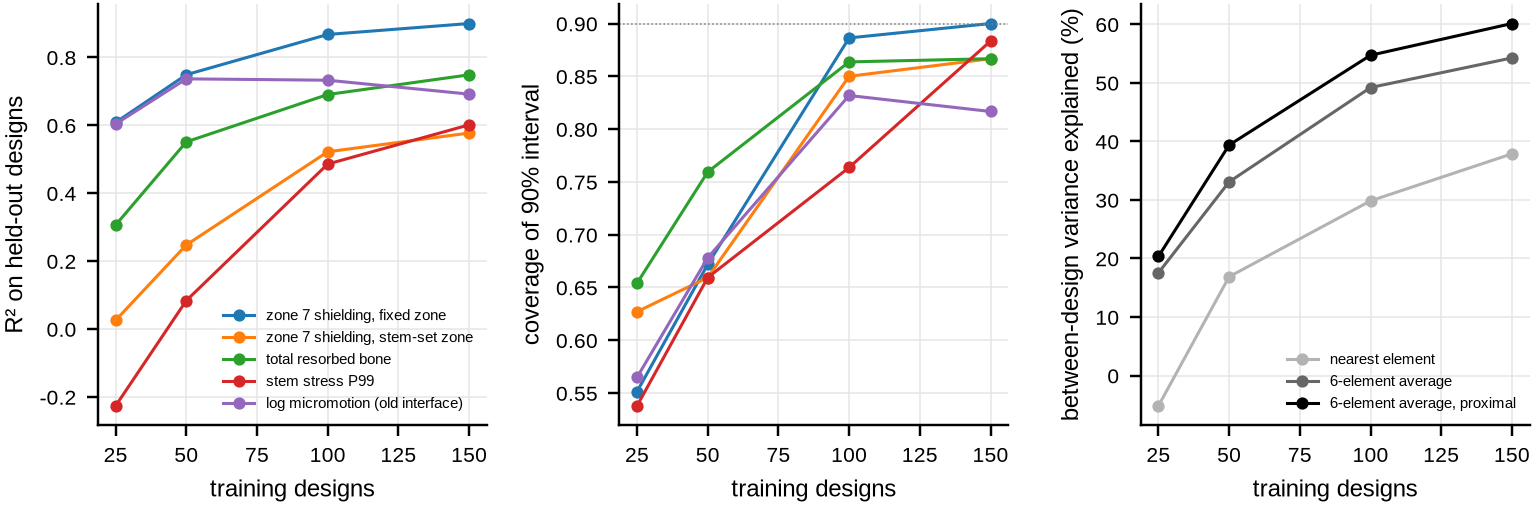 R² on held-out designs
0.8
0.6
0.4
0.2
0.0
-0.2
zone 7 shielding, fixed zone
zone 7 shielding, stem-set zone
total resorbed bone
stem stress P99
log micromotion (old interface)
25 50 75 100 125 150
training designs
coverage of 90% interval
0.90
0.85
0.80
0.75
0.70
0.65
0.60
0.55
25 50 75 100 125 150
training designs
between-design variance explained (%)
60
50
40
30
20
10
0
nearest element
6-element average
6-element average, proximal
25 50 75 100 125 150
training designs